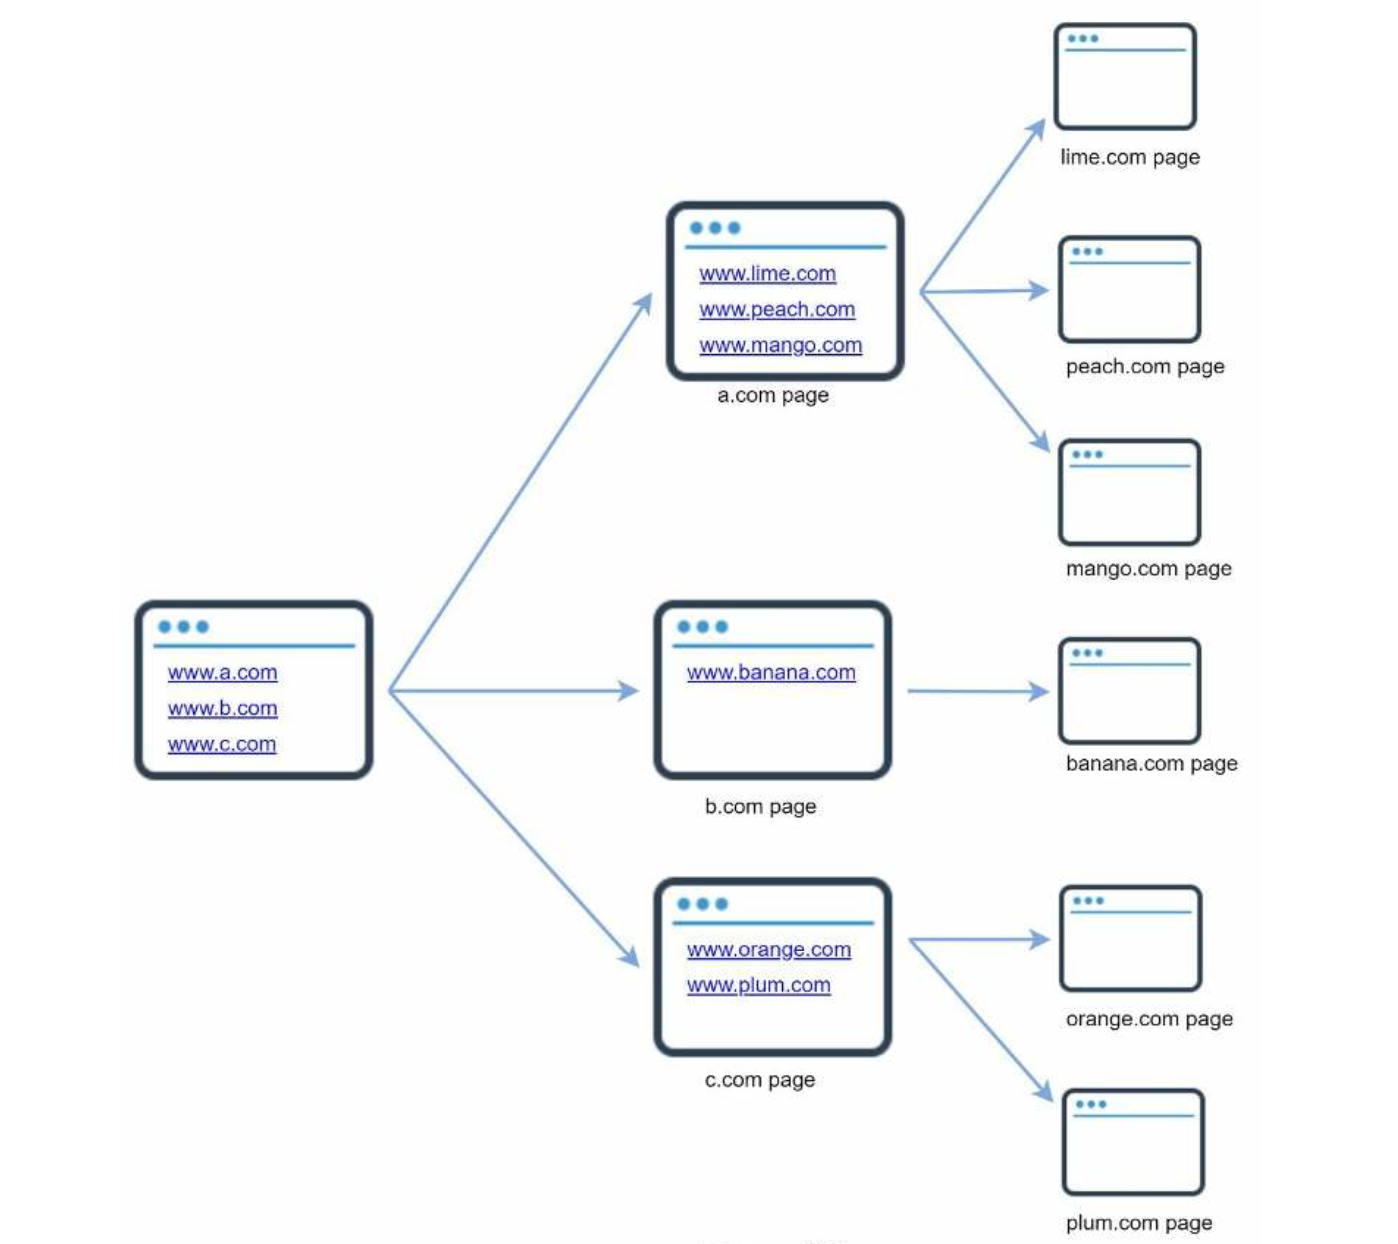 lime.com page
www.lime.com
www.peach.com
www.mango.com
a.com page
peach.com page
mango.com page
www.a.com
www.b.com
www.c.com
www.banana.com
b.com page
banana.com page
www.orange.com
www.plum.com
c.com page
orange.com page
plum.com page